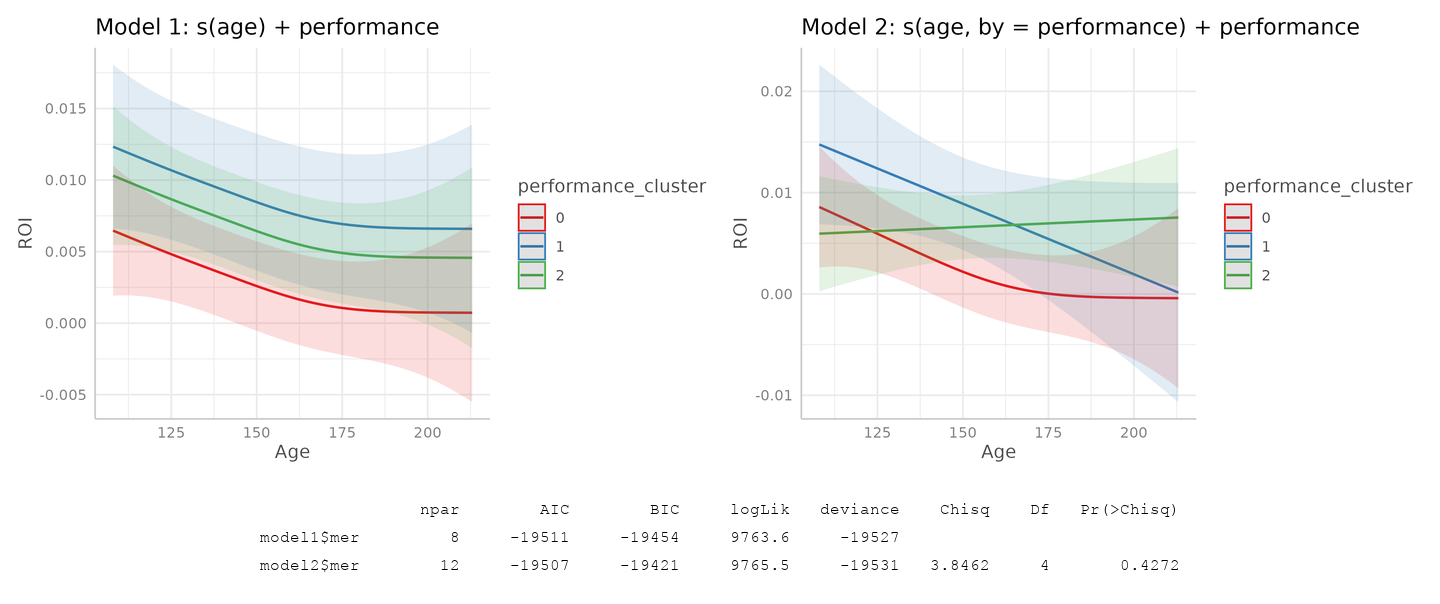 Model 1: s(age) + performance
0.015
0.010
0.005
0.000
-0.005
ROI
125 150 175 200
Age
performance_cluster
0
1
2
Model 2: s(age, by = performance) + performance
0.02
0.01
0.00
-0.01
ROI
125 150 175 200
Age
performance_cluster
0
1
2
npar AIC BIC logLik deviance Chisq Df Pr(>Chisq)
model1$mer 8 -19511 -19454 9763.6 -19527
model2$mer 12 -19507 -19421 9765.5 -19531 3.8462 4 0.4272